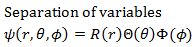 Separation of variables
ψ(r, θ, ϕ) = R(r)Θ(θ)Φ(ϕ)